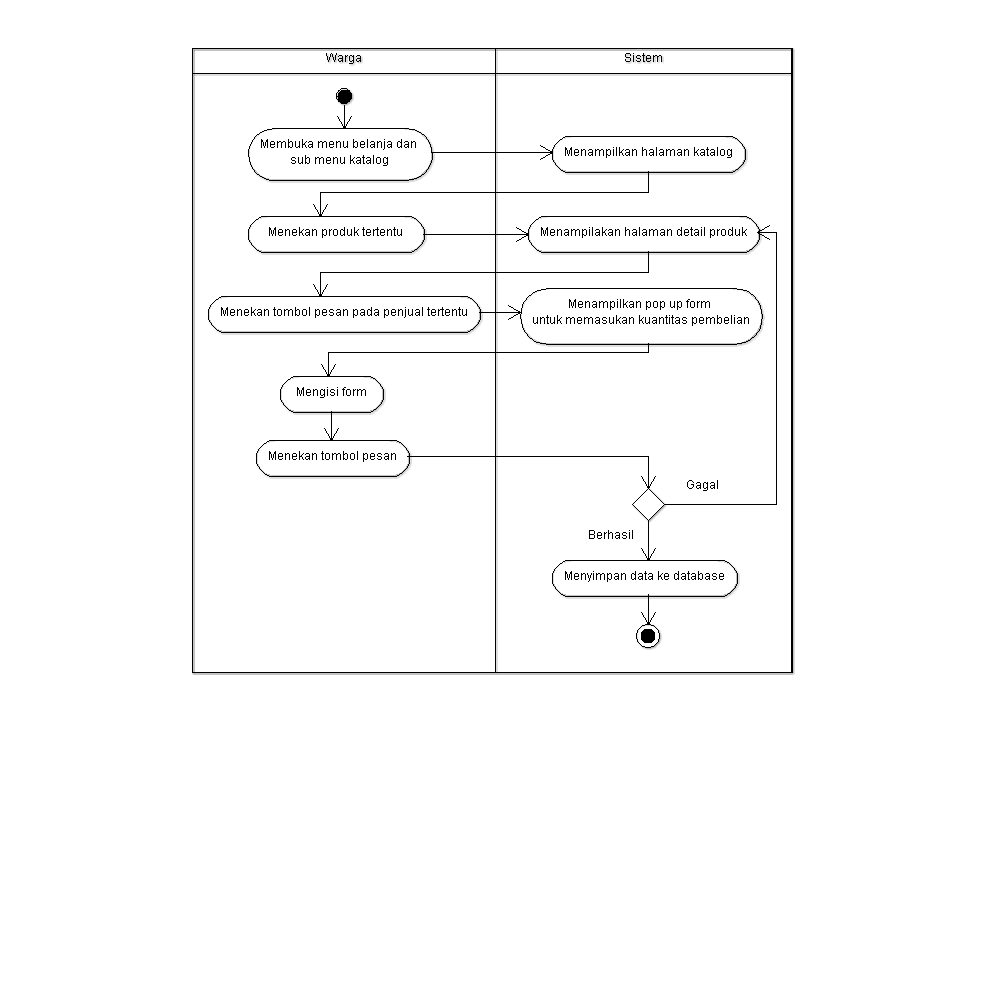 Warga
Sistem
Membuka menu belanja dan
sub menu katalog
Menampilkan halaman katalog
Menekan produk tertentu
Menampilakan halaman detail produk
Menekan tombol pesan pada penjual tertentu
Menampilkan pop up form
untuk memasukan kuantitas pembelian
Mengisi form
Menekan tombol pesan
Gagal
Berhasil
Menyimpan data ke database